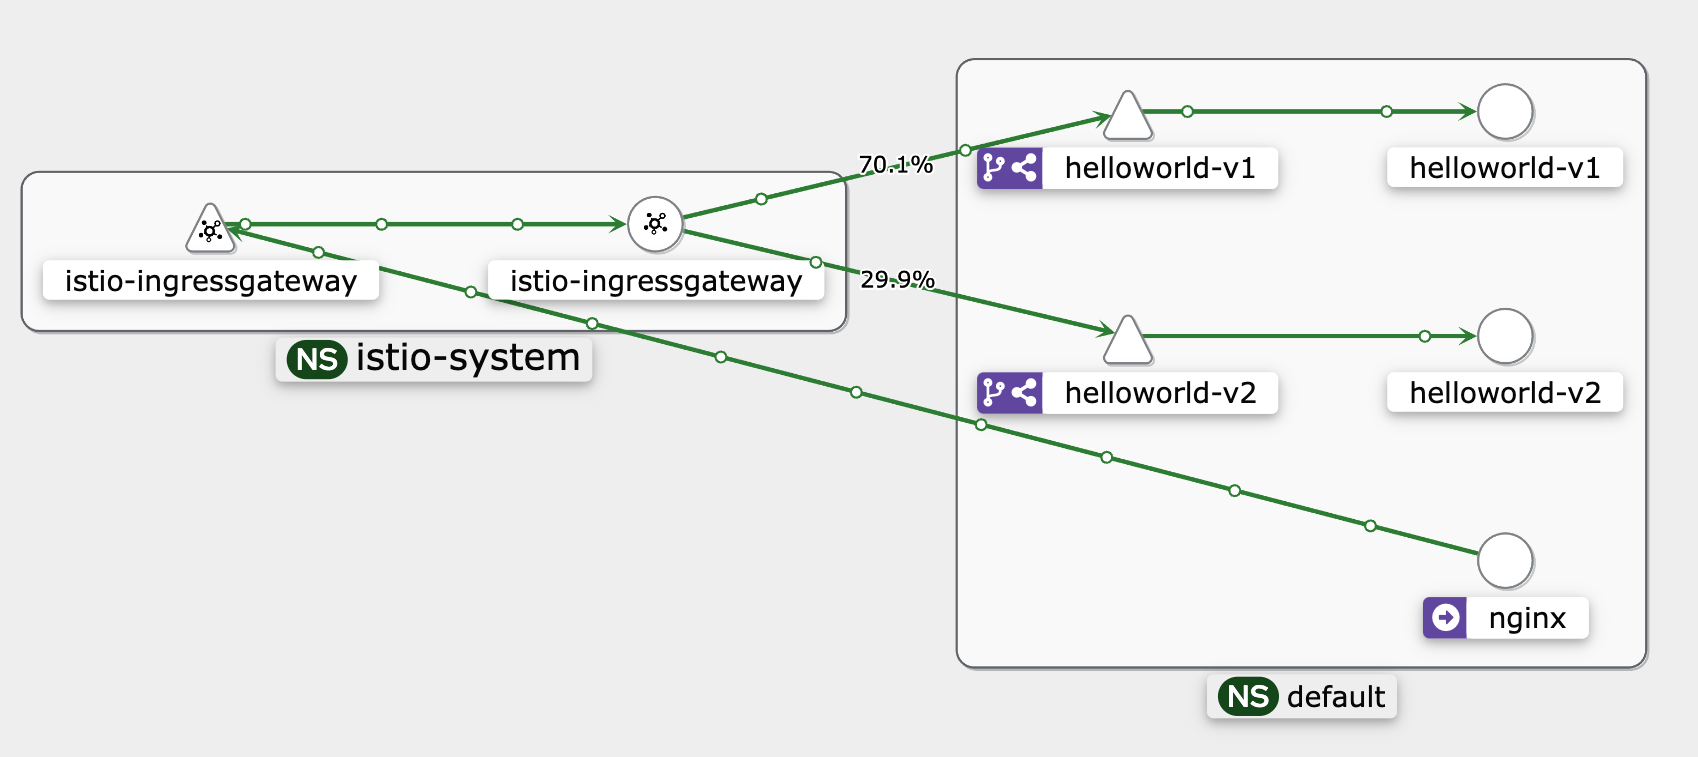 70.1%
helloworld-v1
helloworld-v1
istio-ingressgateway
istio-ingressgateway
29.9%
NS istio-system
helloworld-v2
helloworld-v2
nginx
NS default